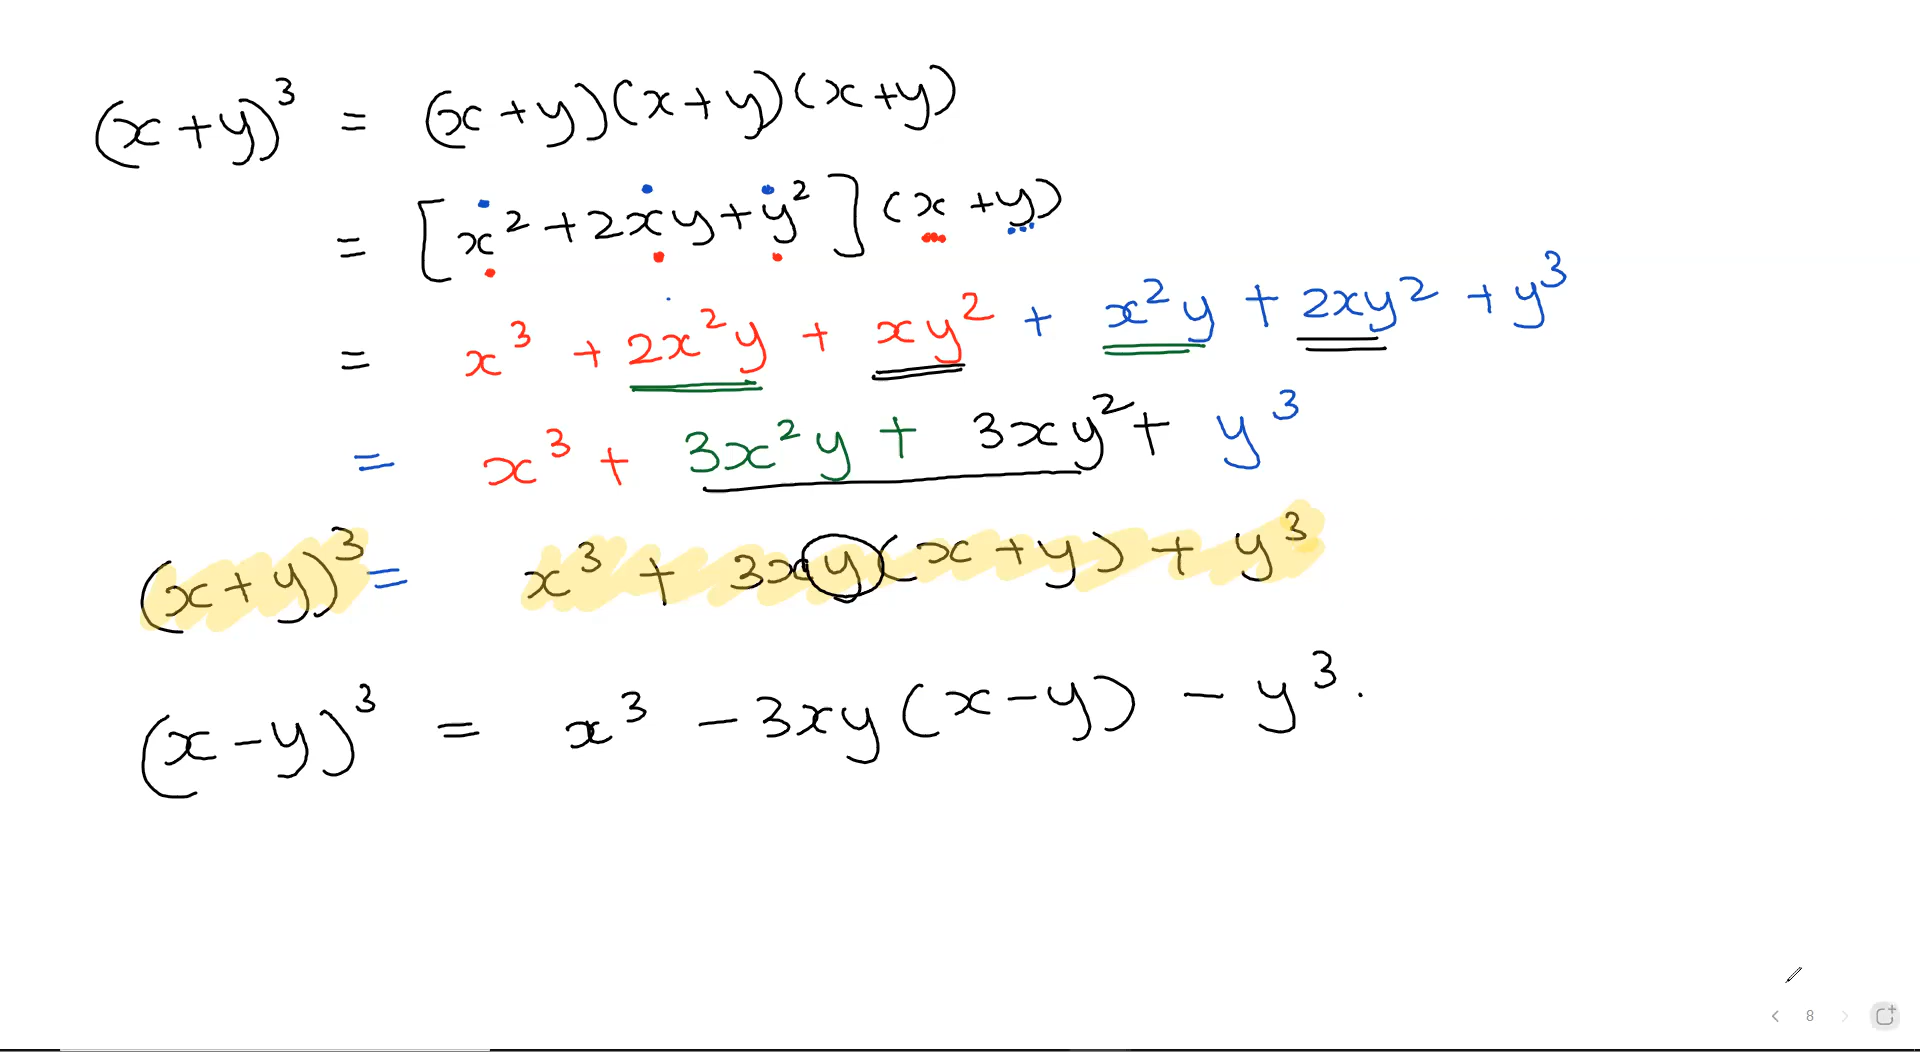 (x+y)³ = (x+y)(x+y)(x+y)
= [x²+2xy+y²](x+y)
= x³ + 2x²y + xy² + x²y + 2xy² + y³
= x³ + 3x²y + 3xy² + y³
(x+y)³ = x³ + 3xy(x+y) + y³
(x-y)³ = x³ - 3xy(x-y) - y³.
8